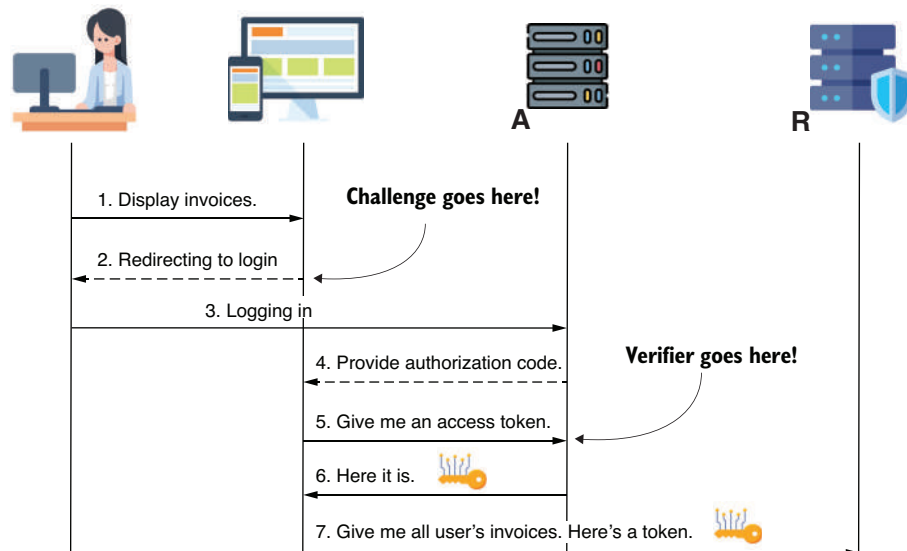 A
R
1. Display invoices.
Challenge goes here!
2. Redirecting to login
3. Logging in
4. Provide authorization code.
Verifier goes here!
5. Give me an access token.
6. Here it is.
7. Give me all user's invoices. Here's a token.